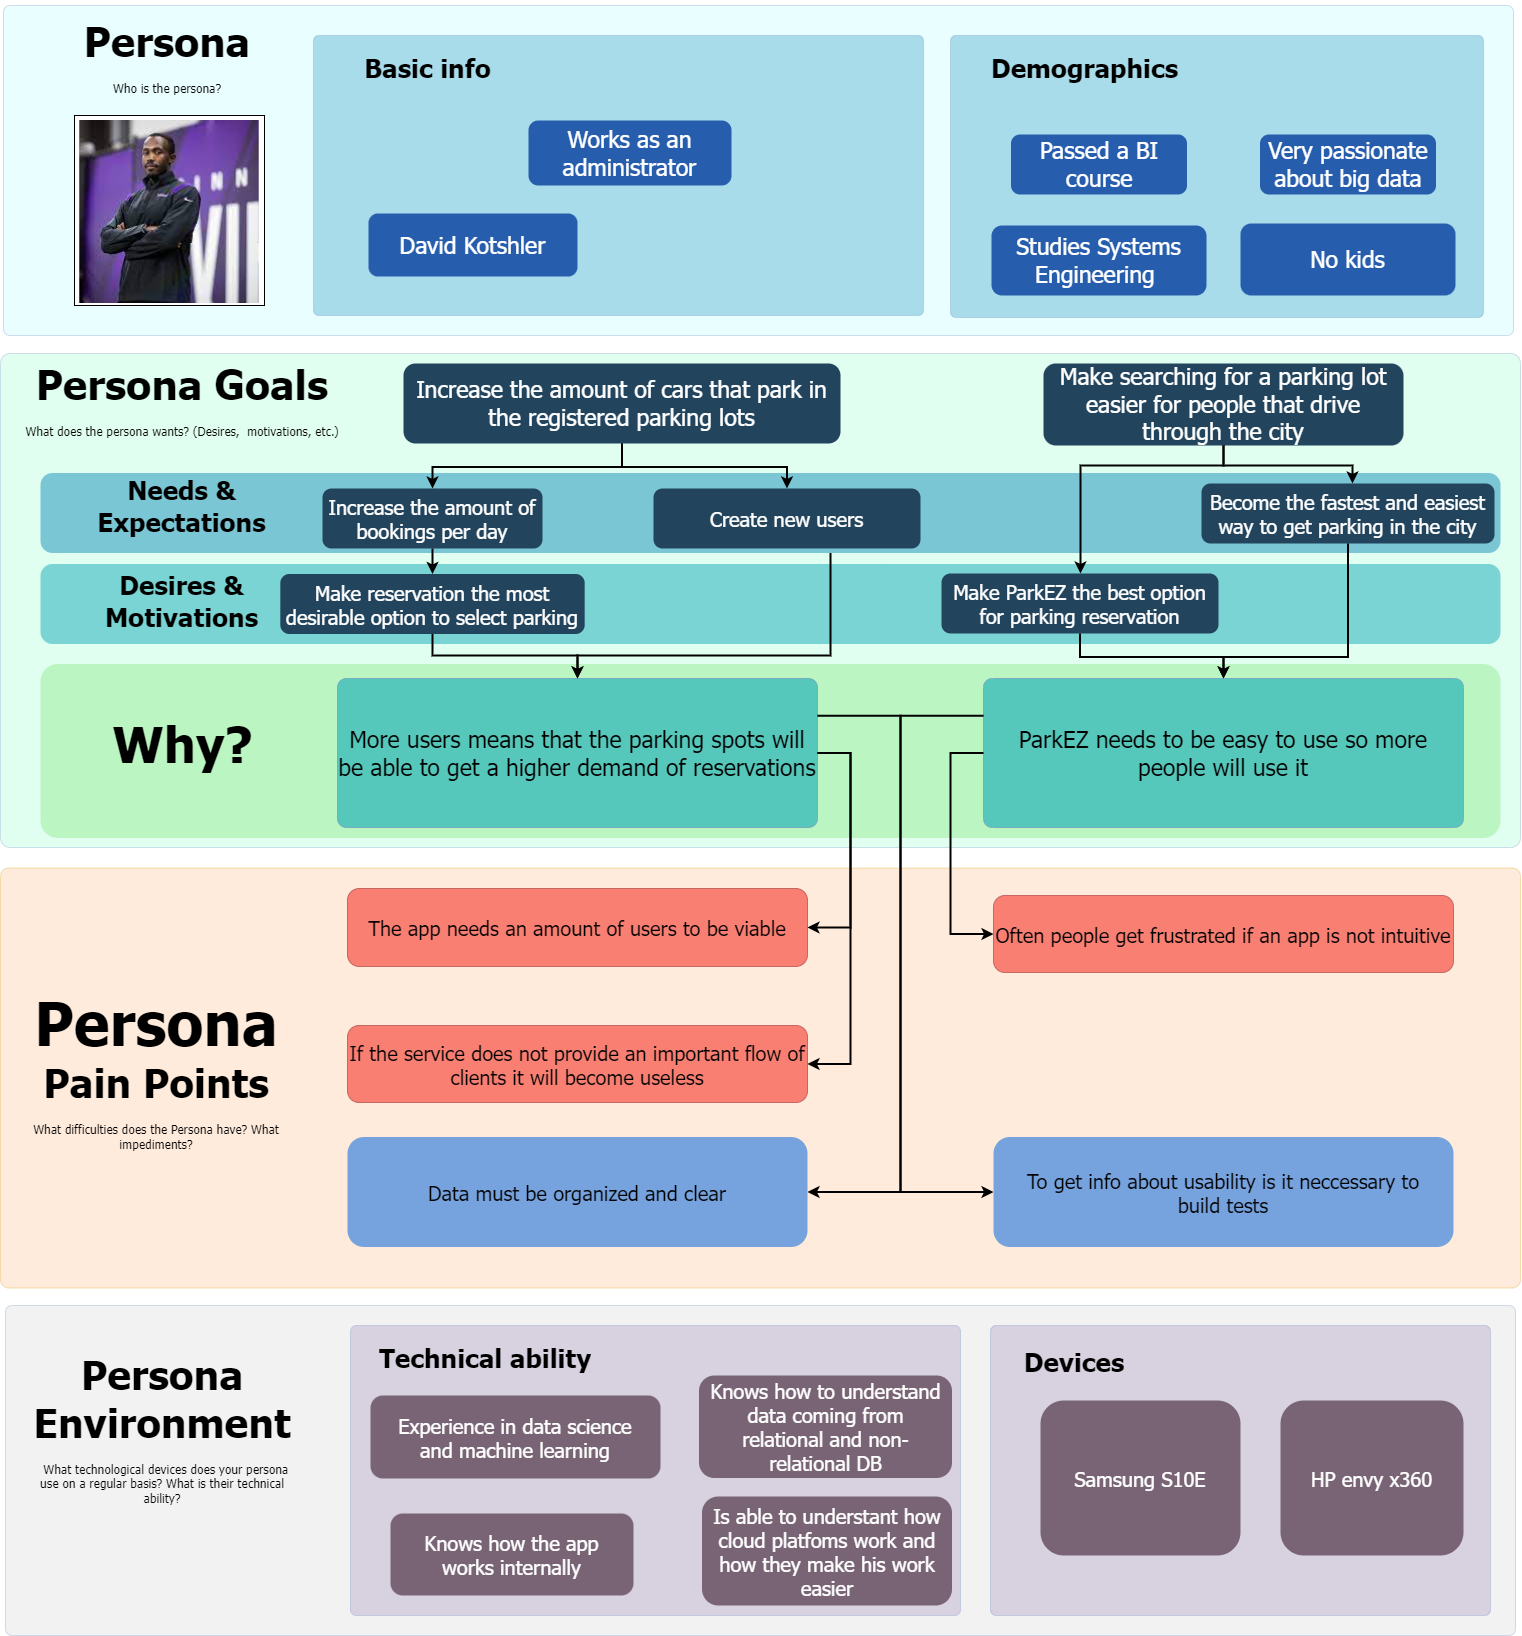 Persona
Who is the persona?
INN
VI
Basic info
Works as an
administrator
David Kotshler
Demographics
Passed a BI
course
Very passionate
about big data
Studies Systems
Engineering
No kids
Persona Goals
What does the persona wants? (Desires, motivations, etc.)
Increase the amount of cars that park in
the registered parking lots
Make searching for a parking lot
easier for people that drive
through the city
Needs &
Expectations
Increase the amount of
bookings per day
Create new users
Become the fastest and easiest
way to get parking in the city
Desires &
Motivations
Make reservation the most
desirable option to select parking
Make ParkEZ the best option
for parking reservation
Why?
More users means that the parking spots will
be able to get a higher demand of reservations
ParkEZ needs to be easy to use so more
people will use it
Persona
Pain Points
What difficulties does the Persona have? What
impediments?
The app needs an amount of users to be viable
Often people get frustrated if an app is not intuitive
If the service does not provide an important flow of
clients it will become useless
Data must be organized and clear
To get info about usability is it neccessary to
build tests
Persona
Environment
What technological devices does your persona
use on a regular basis? What is their technical
ability?
Technical ability
Experience in data science
and machine learning
Knows how to understand
data coming from
relational and non-
relational DB
Knows how the app
works internally
Is able to understant how
cloud platfoms work and
how they make his work
easier
Devices
Samsung S10E
HP envy x360